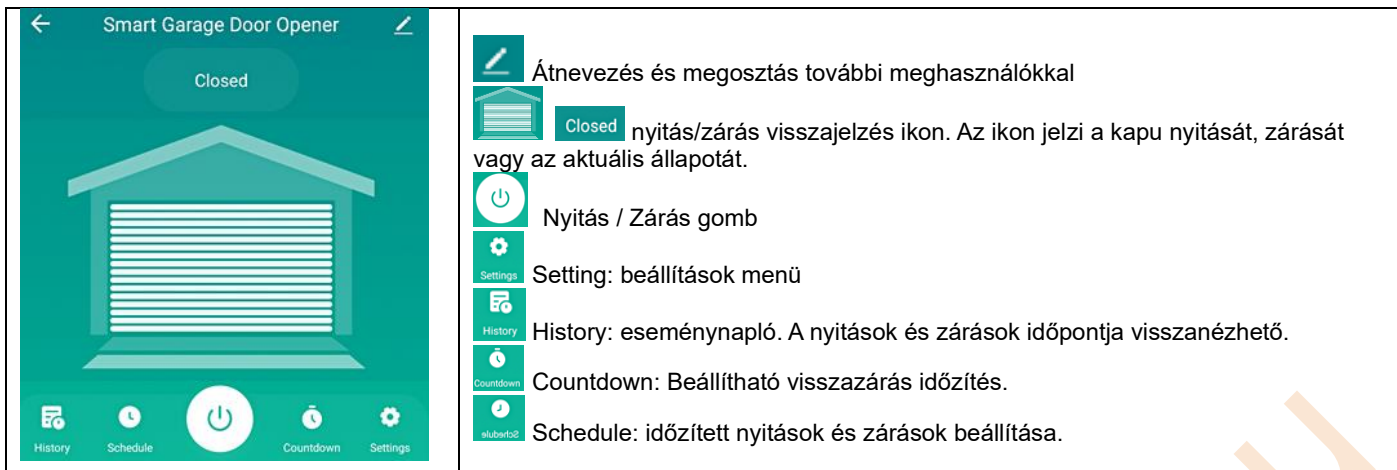 Smart Garage Door Opener
Closed
History
Schedule
Countdown
Settings
Átnevezés és megosztás további meghasználókkal
Closed nyitás/zárás visszajelzés ikon. Az ikon jelzi a kapu nyitását, zárását
vagy az aktuális állapotát.
Nyitás / Zárás gomb
Settings Setting: beállítások menü
History History: eseménynapló. A nyitások és zárások időpontja visszanézhető.
Countdown Countdown: Beállítható visszazárás időzítés.
Schedule Schedule: időzített nyitások és zárások beállítása.